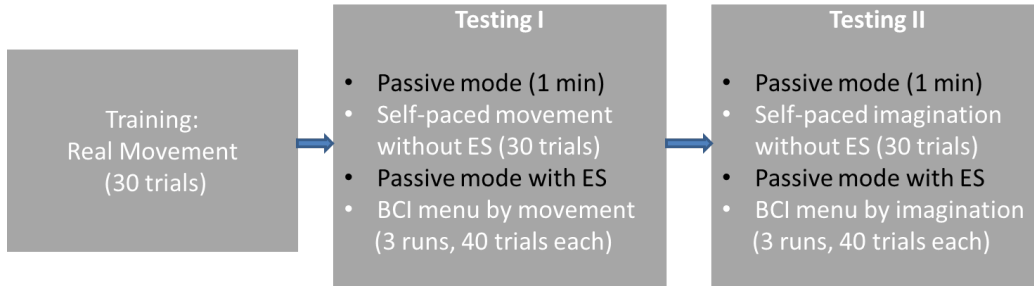 Training:
Real Movement
(30 trials)
Testing I
• Passive mode (1 min)
• Self-paced movement
without ES (30 trials)
• Passive mode with ES
• BCI menu by movement
(3 runs, 40 trials each)
Testing II
• Passive mode (1 min)
• Self-paced imagination
without ES (30 trials)
• Passive mode with ES
• BCI menu by imagination
(3 runs, 40 trials each)